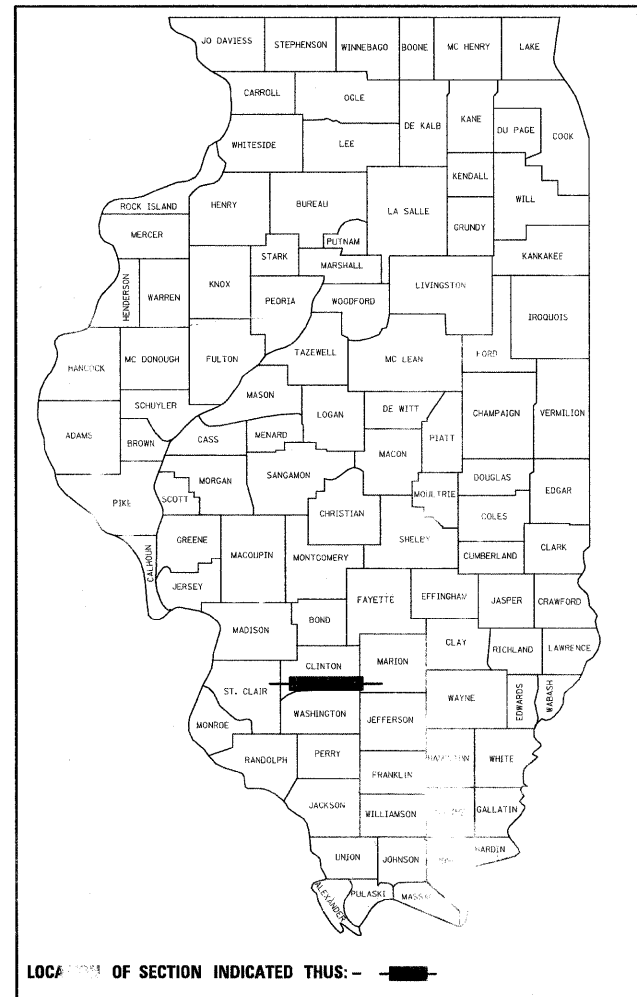 JO DAVIESS STEPHENSON WINNEBAGO BOONE MC HENRY LAKE
CARROLL OGLE DE KALB KANE DU PAGE COOK
WHITESIDE LEE KENDALL WILL
ROCK ISLAND HENRY BUREAU LA SALLE GRUNDY
MERCER PUTNAM KANKAKEE
STARK MARSHALL
HENDERSON WARREN KNOX PEORIA WOODFORD LIVINGSTON IROQUOIS
HANCOCK MC DONOUGH FULTON TAZEWELL MC LEAN FORD
MASON
SCHUYLER LOGAN DE WITT CHAMPAIGN VERMILION
ADAMS BROWN CASS MENARD MACON PIATT
PIKE SCOTT MORGAN SANGAMON MOULTRIE DOUGLAS EDGAR
CHRISTIAN COLES
CALHOUN GREENE MACOUPIN MONTGOMERY SHELBY CUMBERLAND CLARK
JERSEY FAYETTE EFFINGHAM JASPER CRAWFORD
MADISON BOND CLAY
RICHLAND LAWRENCE
ST. CLAIR CLINTON MARION WAYNE EDWARDS WABASH
MONROE WASHINGTON JEFFERSON
RANDOLPH PERRY WHITE
FRANKLIN
JACKSON WILLIAMSON GALLATIN
UNION JOHNSON
ALEXANDER PULASKI
OF SECTION INDICATED THUS: -